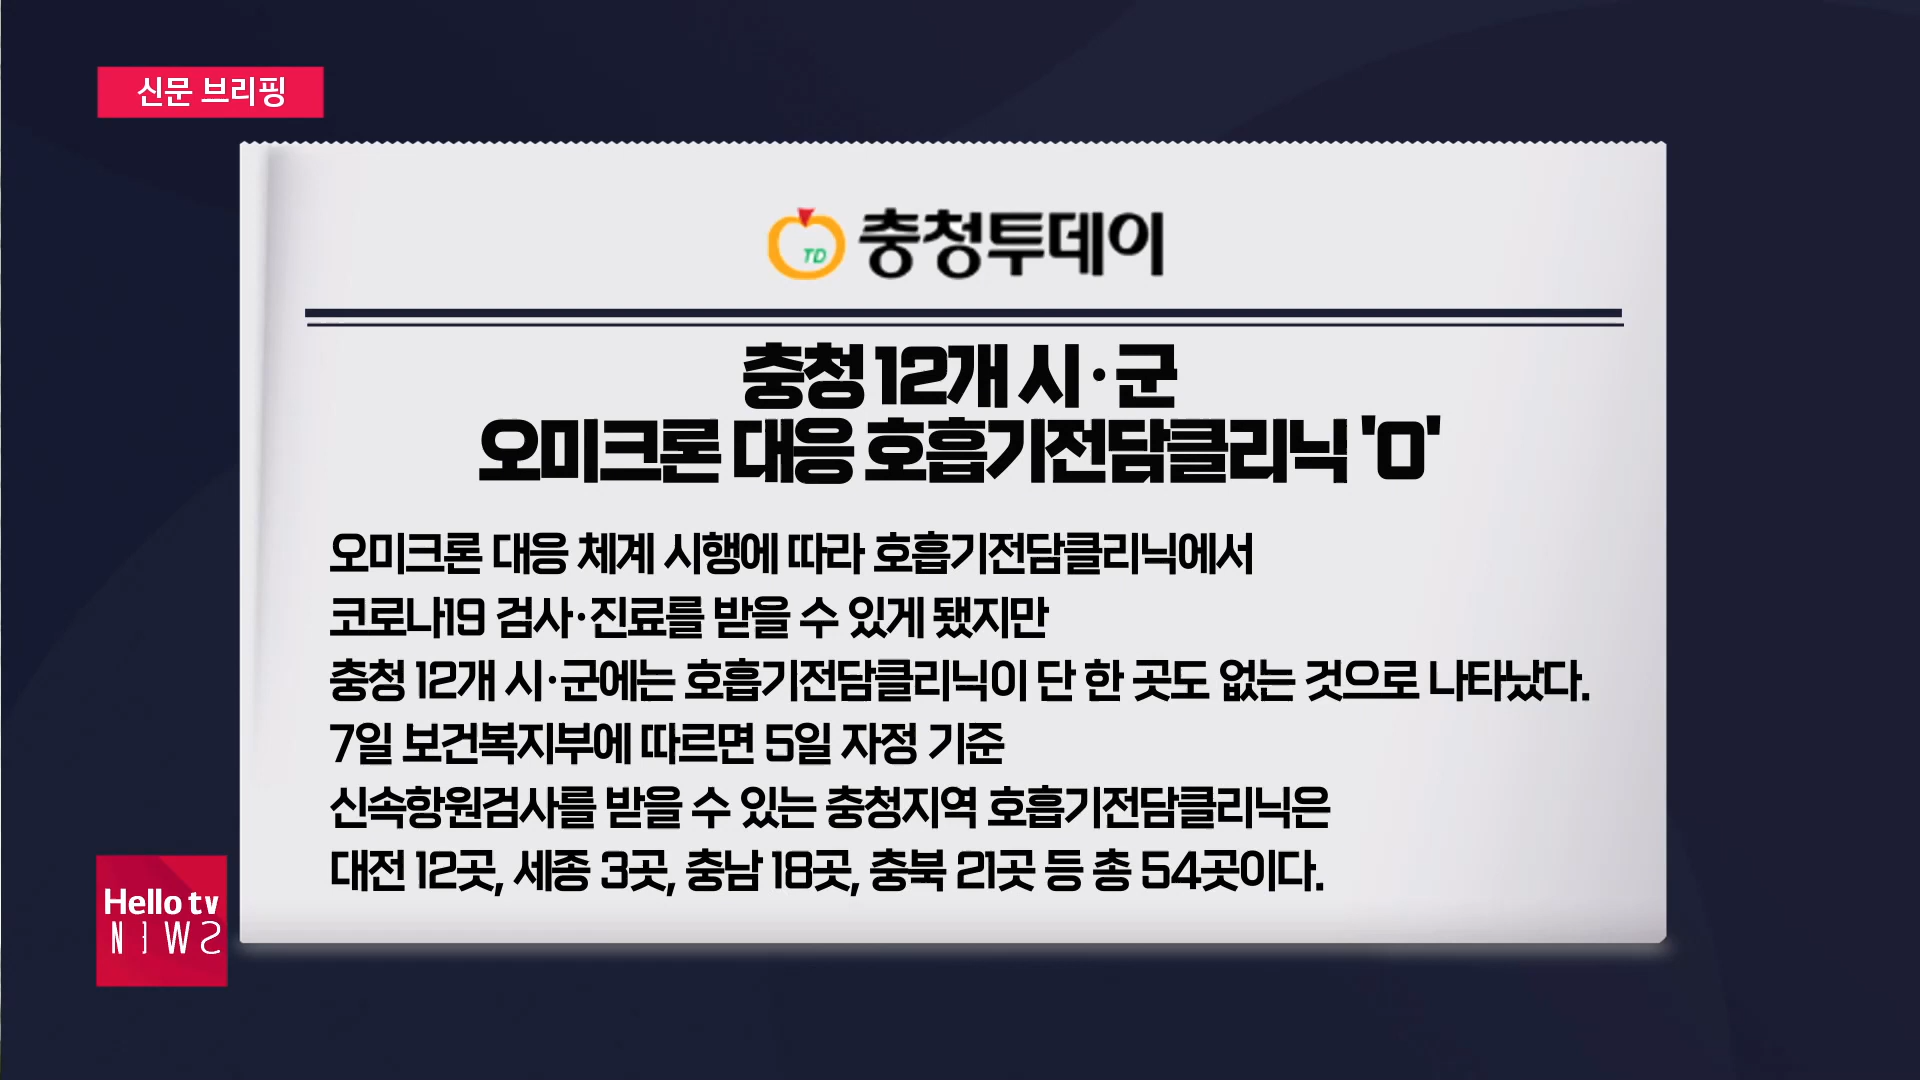 신문 브리핑
TD 충청투데이
충청 12개 시·군
오미크론 대응 호흡기전담클리닉 '0'
오미크론 대응 체계 시행에 따라 호흡기전담클리닉에서
코로나19 검사·진료를 받을 수 있게 됐지만
충청 12개 시·군에는 호흡기전담클리닉이 단 한 곳도 없는 것으로 나타났다.
7일 보건복지부에 따르면 5일 자정 기준
신속항원검사를 받을 수 있는 충청지역 호흡기전담클리닉은
대전 12곳, 세종 3곳, 충남 18곳, 충북 21곳 등 총 54곳이다.
Hello tv
NEWS